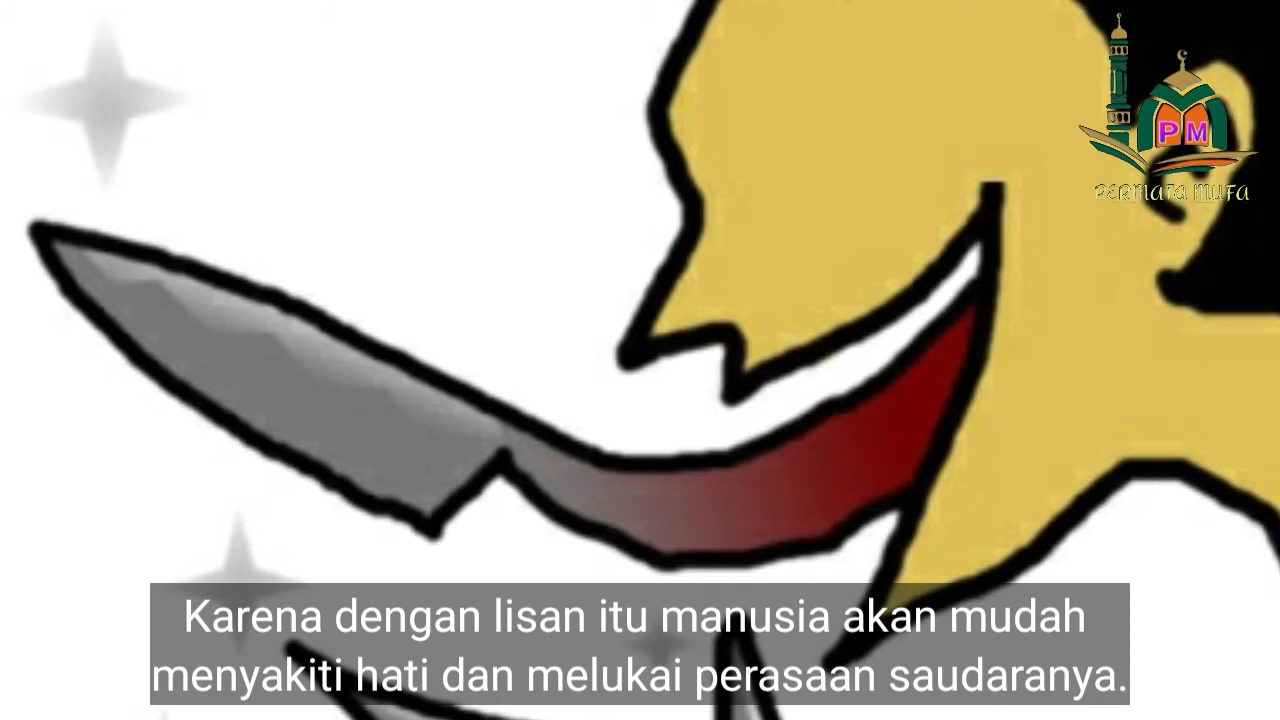 PM
PERMATA MUFA
Karena dengan lisan itu manusia akan mudah
menyakiti hati dan melukai perasaan saudaranya.